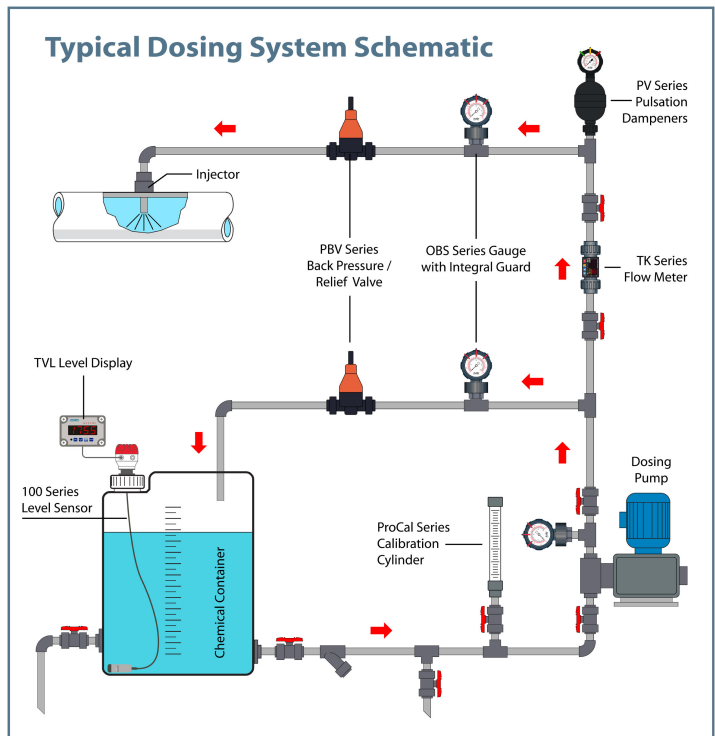 Typical Dosing System Schematic
PV Series
Pulsation
Dampeners
Injector
PBV Series
Back Pressure /
Relief Valve
OBS Series Gauge
with Integral Guard
TK Series
Flow Meter
TVL Level Display
Dosing
Pump
100 Series
Level Sensor
ProCal Series
Calibration
Cylinder
Chemical Container